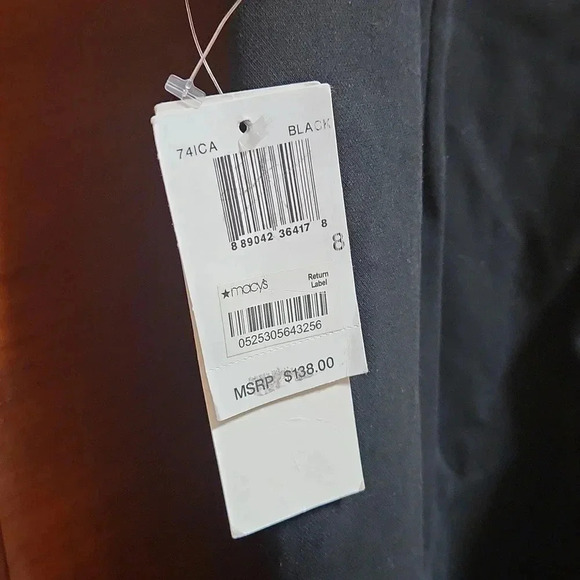 74ICA BLACK
8 89042 36417 8
8
★macy's Return Label
0525305643256
MSRP $138.00